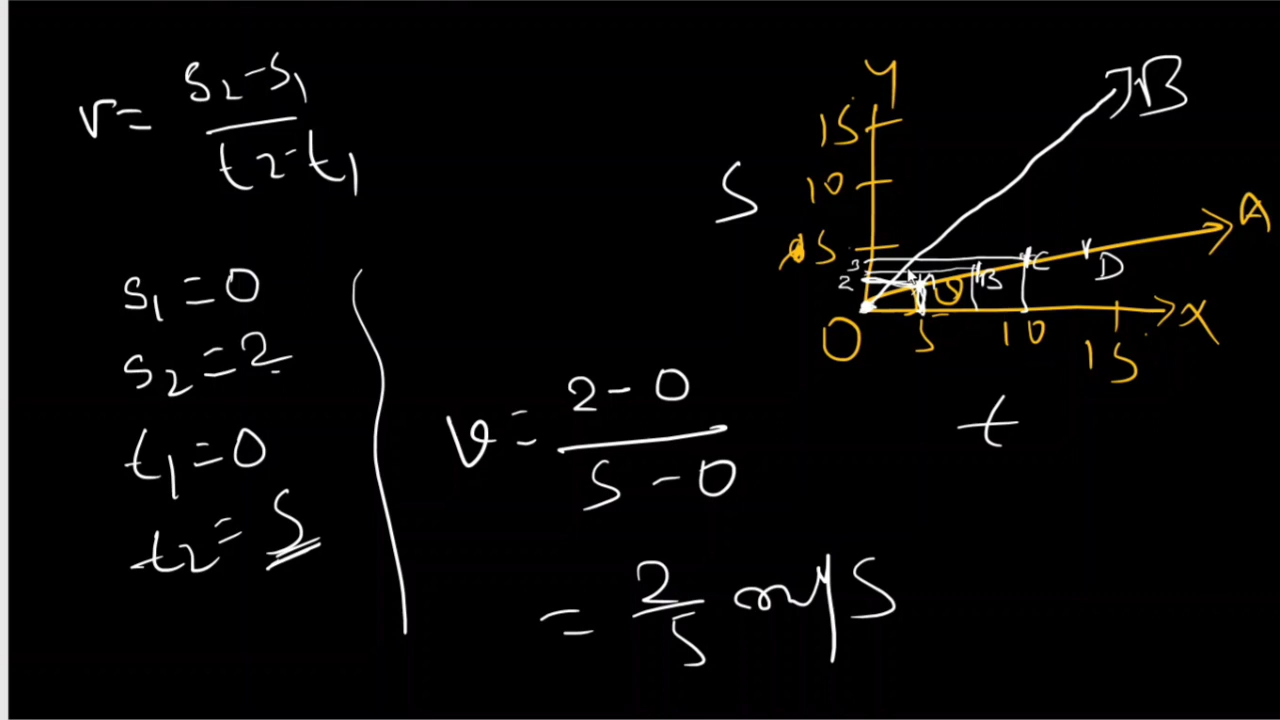 v = s2 - s1 / t2 - t1
s1 = 0
s2 = 2
t1 = 0
t2 = 5
v = 2 - 0 / 5 - 0
= 2/5 m/s
Y
15
10
5
3
2
S
B
A
B
C
D
O
5
10
15
X
t